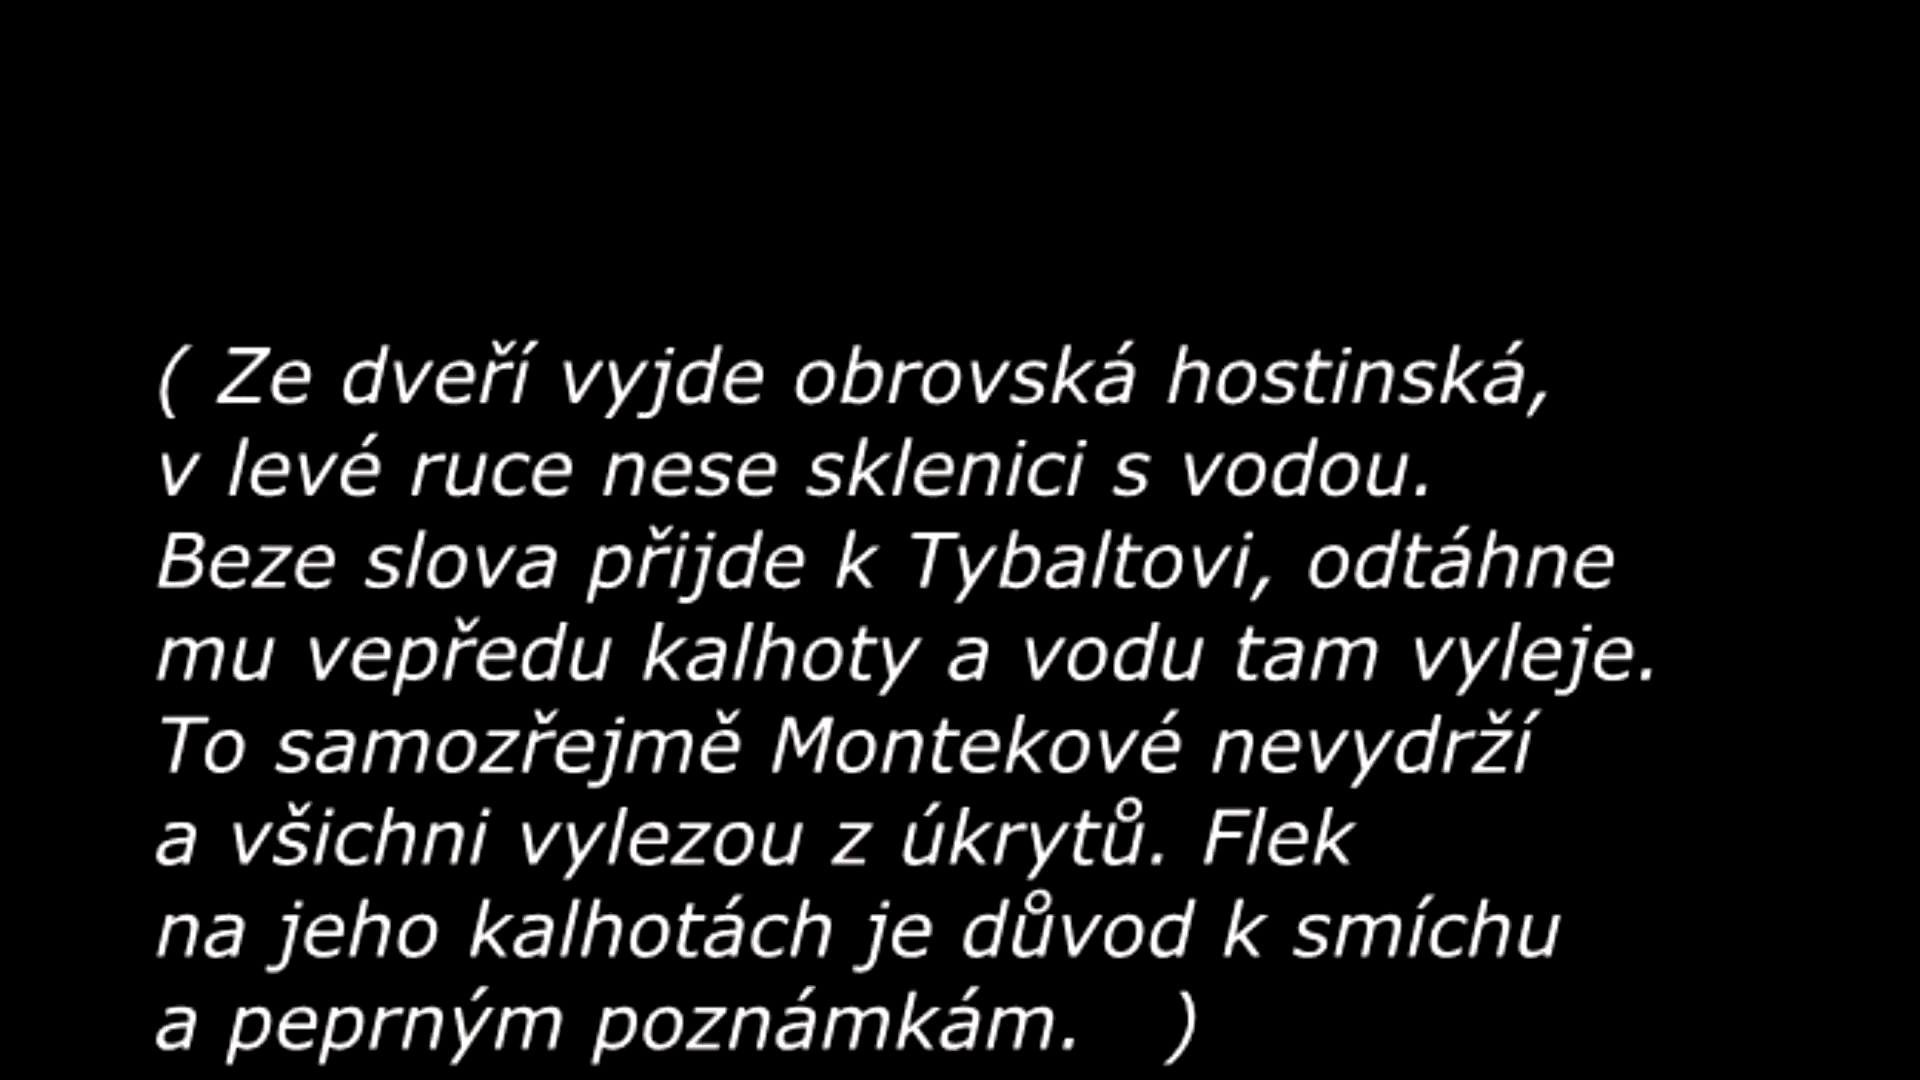 ( Ze dveří vyjde obrovská hostinská,
v levé ruce nese sklenici s vodou.
Beze slova přijde k Tybaltovi, odtáhne
mu vepředu kalhoty a vodu tam vyleje.
To samozřejmě Montekové nevydrží
a všichni vylezou z úkrytů. Flek
na jeho kalhotách je důvod k smíchu
a peprným poznámkám. )